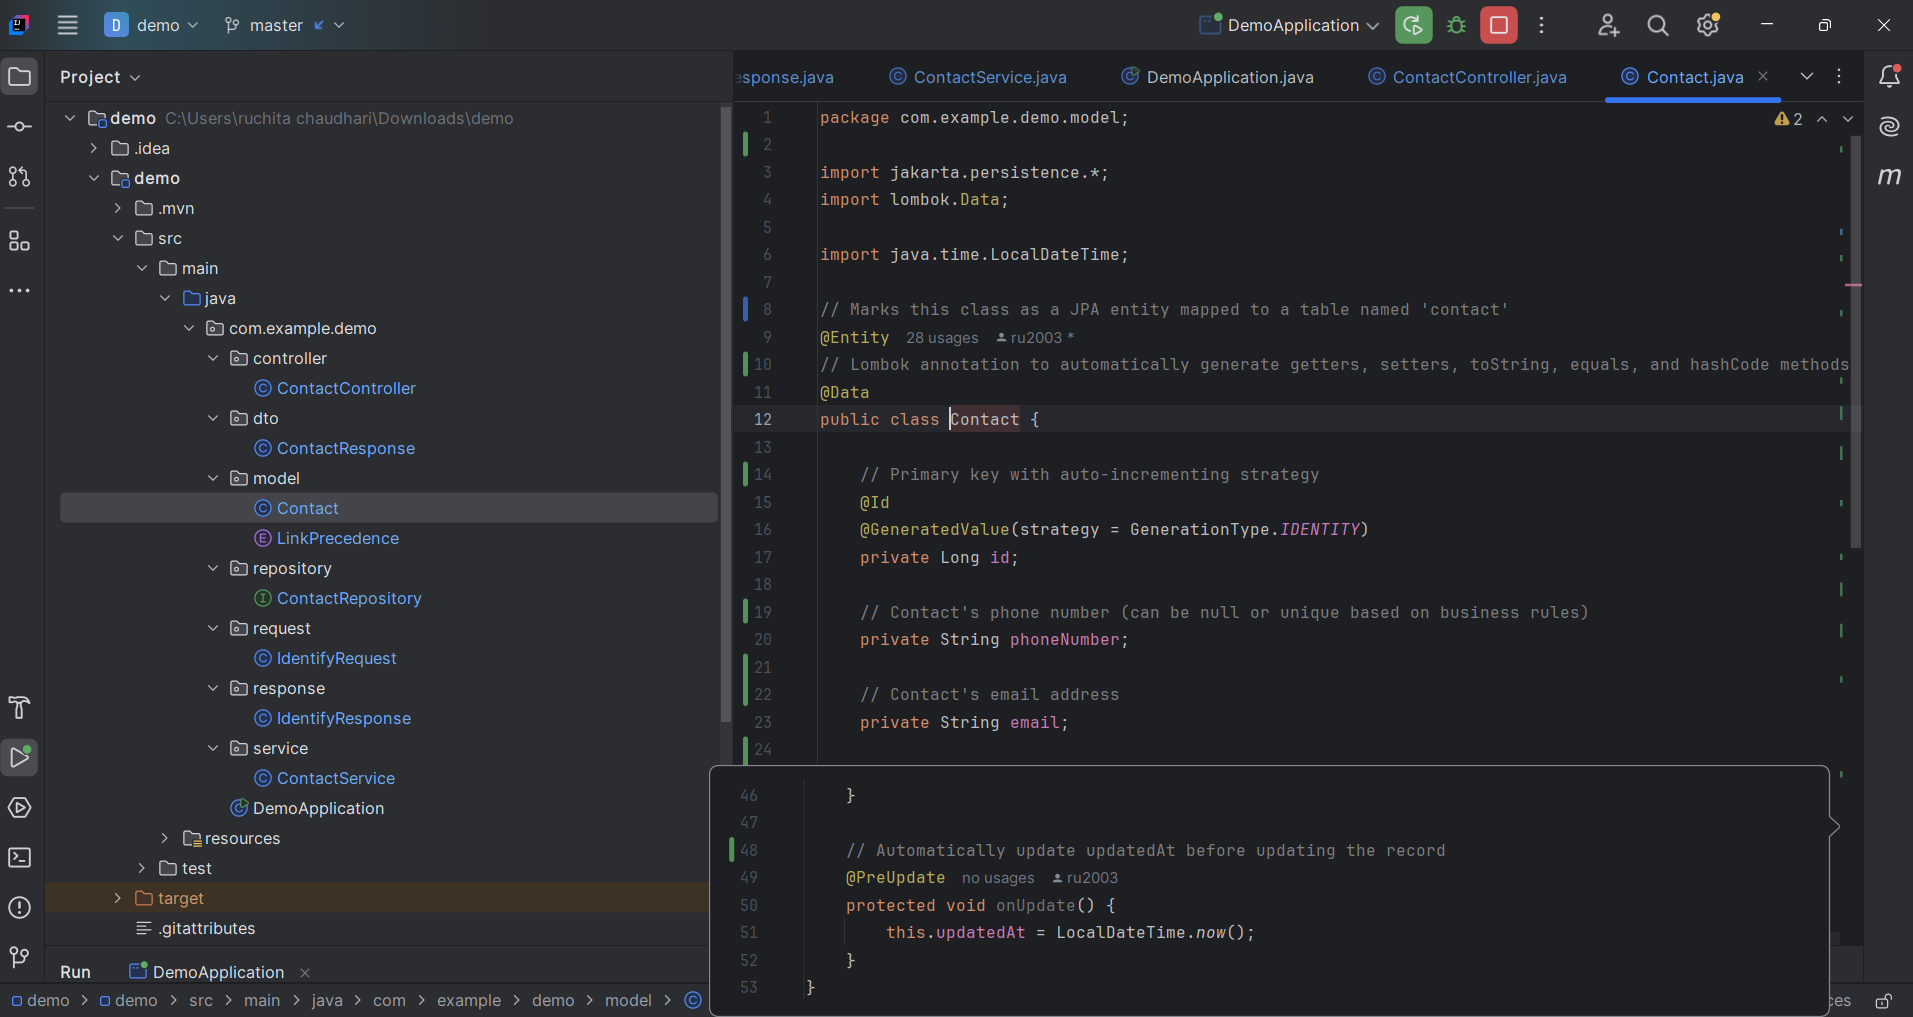 D demo master DemoApplication
Project
demo C:\Users\ruchita chaudhari\Downloads\demo
.idea
demo
.mvn
src
main
java
com.example.demo
controller
ContactController
dto
ContactResponse
model
Contact
LinkPrecedence
repository
ContactRepository
request
IdentifyRequest
response
IdentifyResponse
service
ContactService
DemoApplication
resources
test
target
.gitattributes
esponse.java ContactService.java DemoApplication.java ContactController.java Contact.java
2
1 package com.example.demo.model;
2
3 import jakarta.persistence.*;
4 import lombok.Data;
5
6 import java.time.LocalDateTime;
7
8 // Marks this class as a JPA entity mapped to a table named 'contact'
9 @Entity 28 usages ru2003 *
10 // Lombok annotation to automatically generate getters, setters, toString, equals, and hashCode methods
11 @Data
12 public class Contact {
13
14 // Primary key with auto-incrementing strategy
15 @Id
16 @GeneratedValue(strategy = GenerationType.IDENTITY)
17 private Long id;
18
19 // Contact's phone number (can be null or unique based on business rules)
20 private String phoneNumber;
21
22 // Contact's email address
23 private String email;
24
46 }
47
48 // Automatically update updatedAt before updating the record
49 @PreUpdate no usages ru2003
50 protected void onUpdate() {
51 this.updatedAt = LocalDateTime.now();
52 }
53 }
m
Run DemoApplication
demo > demo > src > main > java > com > example > demo > model > C
ces